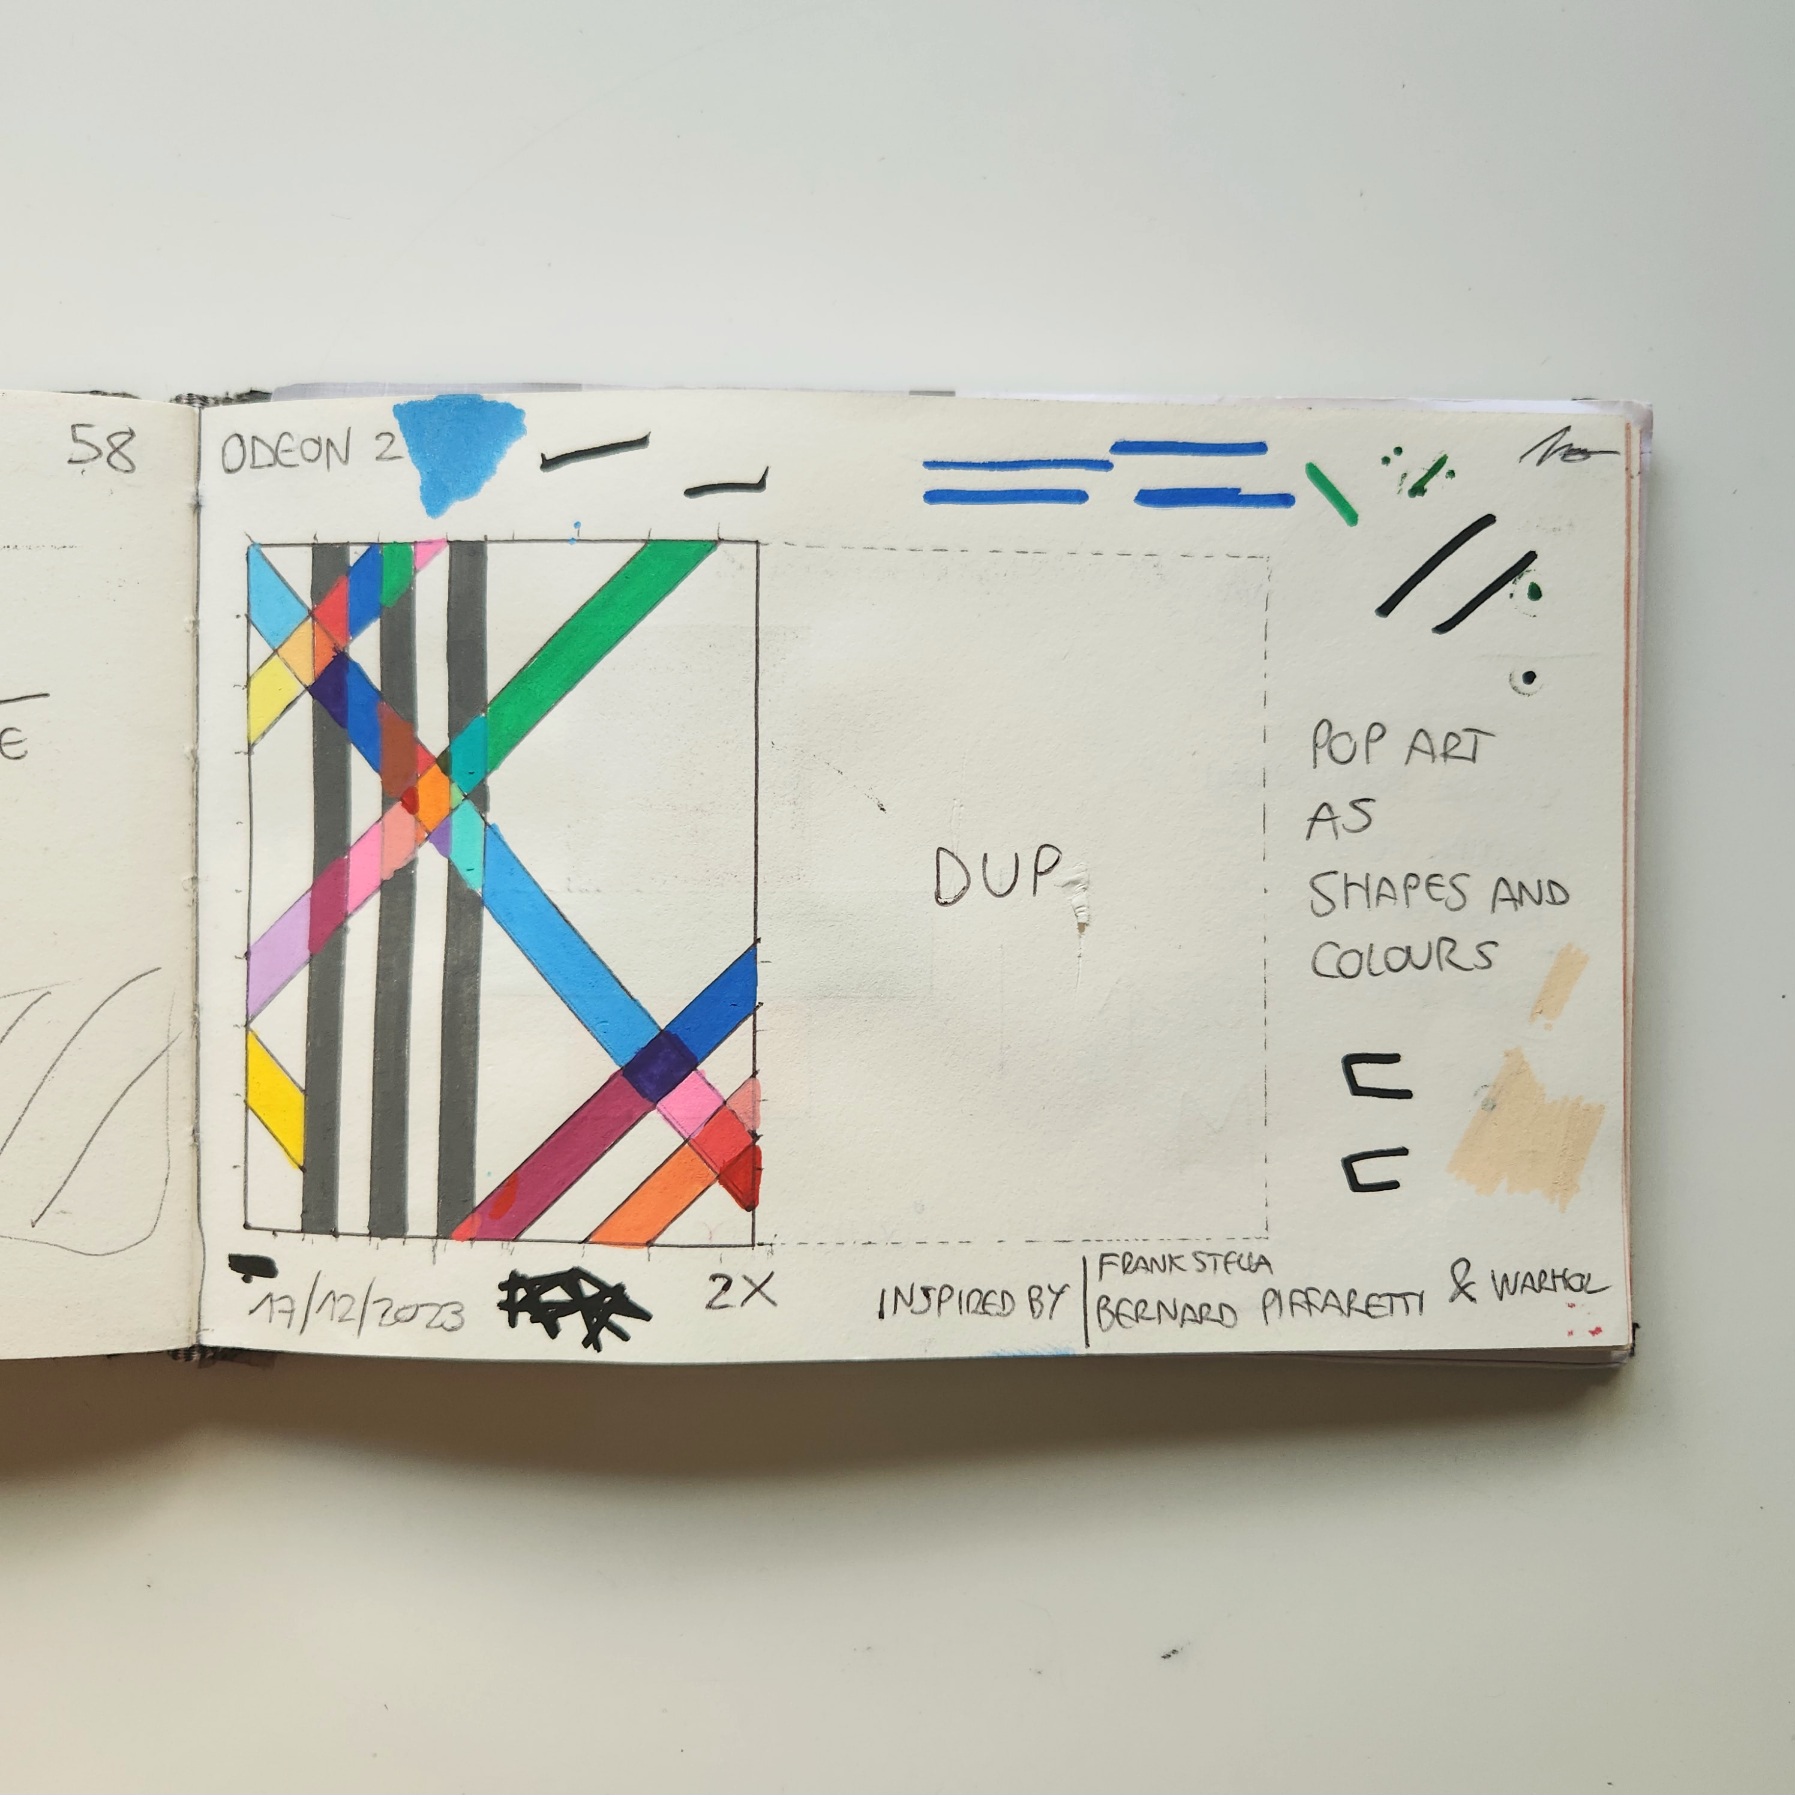 58
E
ODEON 2
DUP
POP ART
AS
SHAPES AND
COLOURS
17/12/2023
2X
INSPIRED BY
FRANK STELLA
BERNARD PIFFARETTI & WARHOL